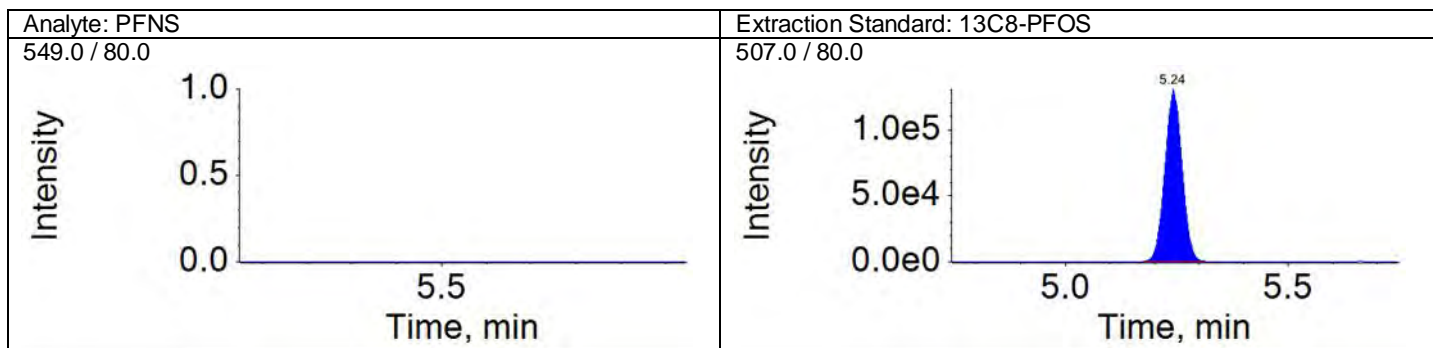 Analyte: PFNS
549.0 / 80.0
1.0
0.5
0.0
Intensity
5.5
Time, min
Extraction Standard: 13C8-PFOS
507.0 / 80.0
5.24
1.0e5
5.0e4
0.0e0
Intensity
5.0 5.5
Time, min